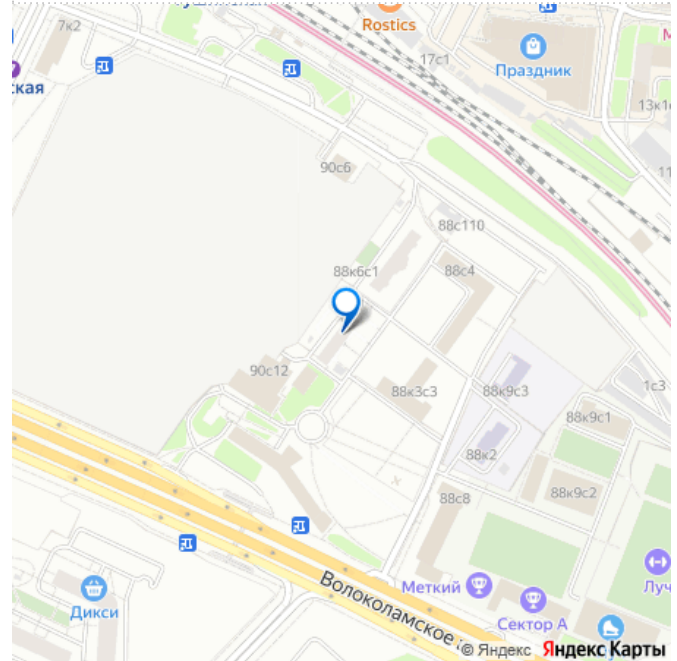 Rostics
7к2
17с1
Праздник
ская
13к1
90с6
88с110
88к6с1
88с4
90с12
88к3с3
88к9с3
1с3
88к9с1
88к2
88к9с2
88с8
Меткий
Луч
Дикси
Волоколамское
Сектор А
© Яндекс Яндекс Карты